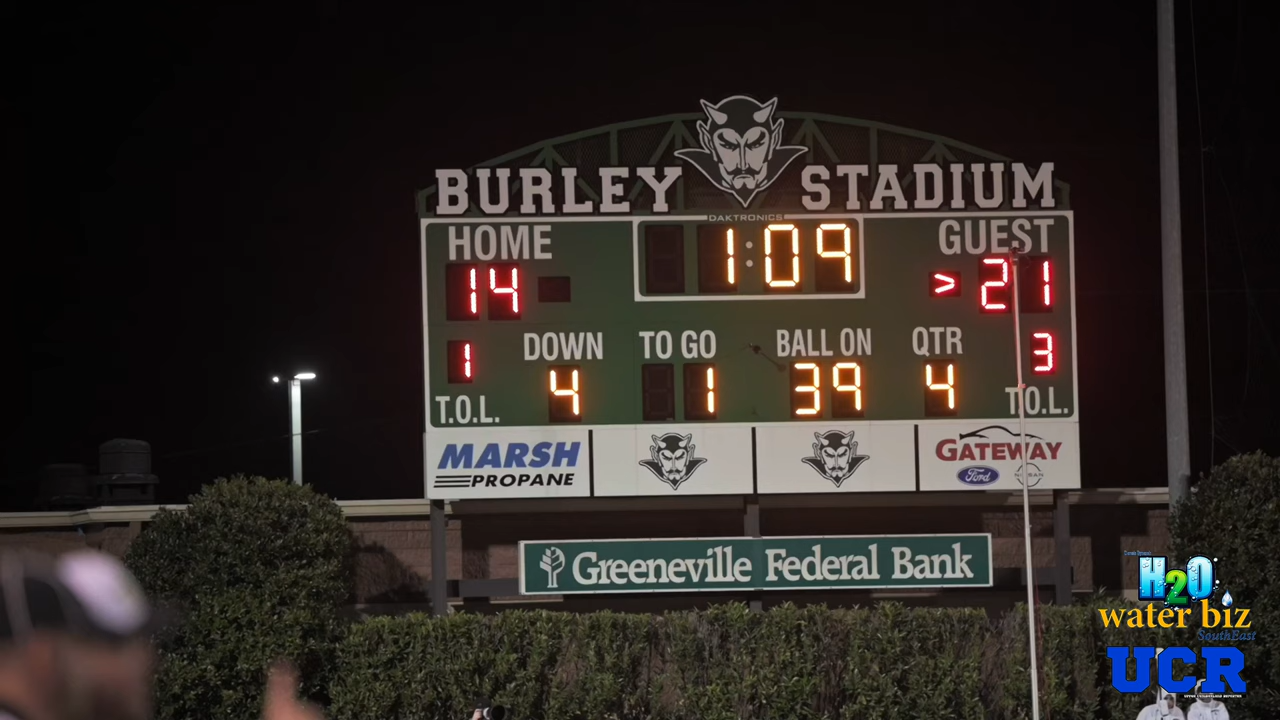 BURLEY STADIUM
DAKTRONICS
HOME 1:09 GUEST
14 > 21
DOWN TO GO BALL ON QTR
1 4 1 39 4 3
T.O.L. T.O.L.
MARSH
PROPANE
GATEWAY
Ford
NISSAN
Greeneville Federal Bank
H2O
water biz
SouthEast
UCR